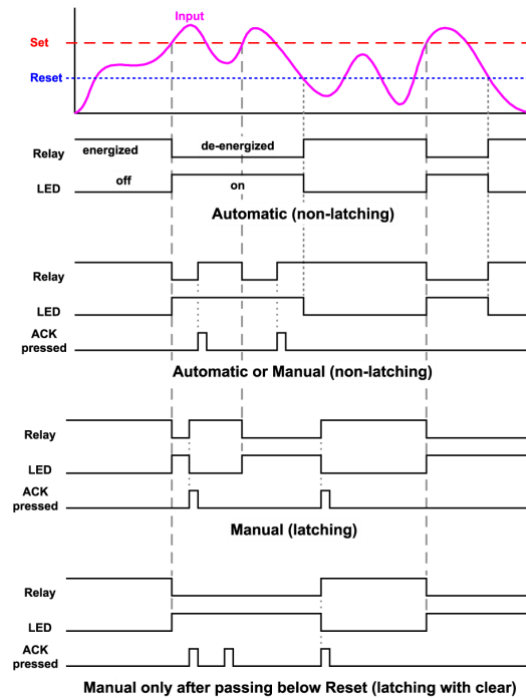 Input
Set
Reset
energized
de-energized
Relay
off
on
LED
Automatic (non-latching)
Relay
LED
ACK
pressed
Automatic or Manual (non-latching)
Relay
LED
ACK
pressed
Manual (latching)
Relay
LED
ACK
pressed
Manual only after passing below Reset (latching with clear)